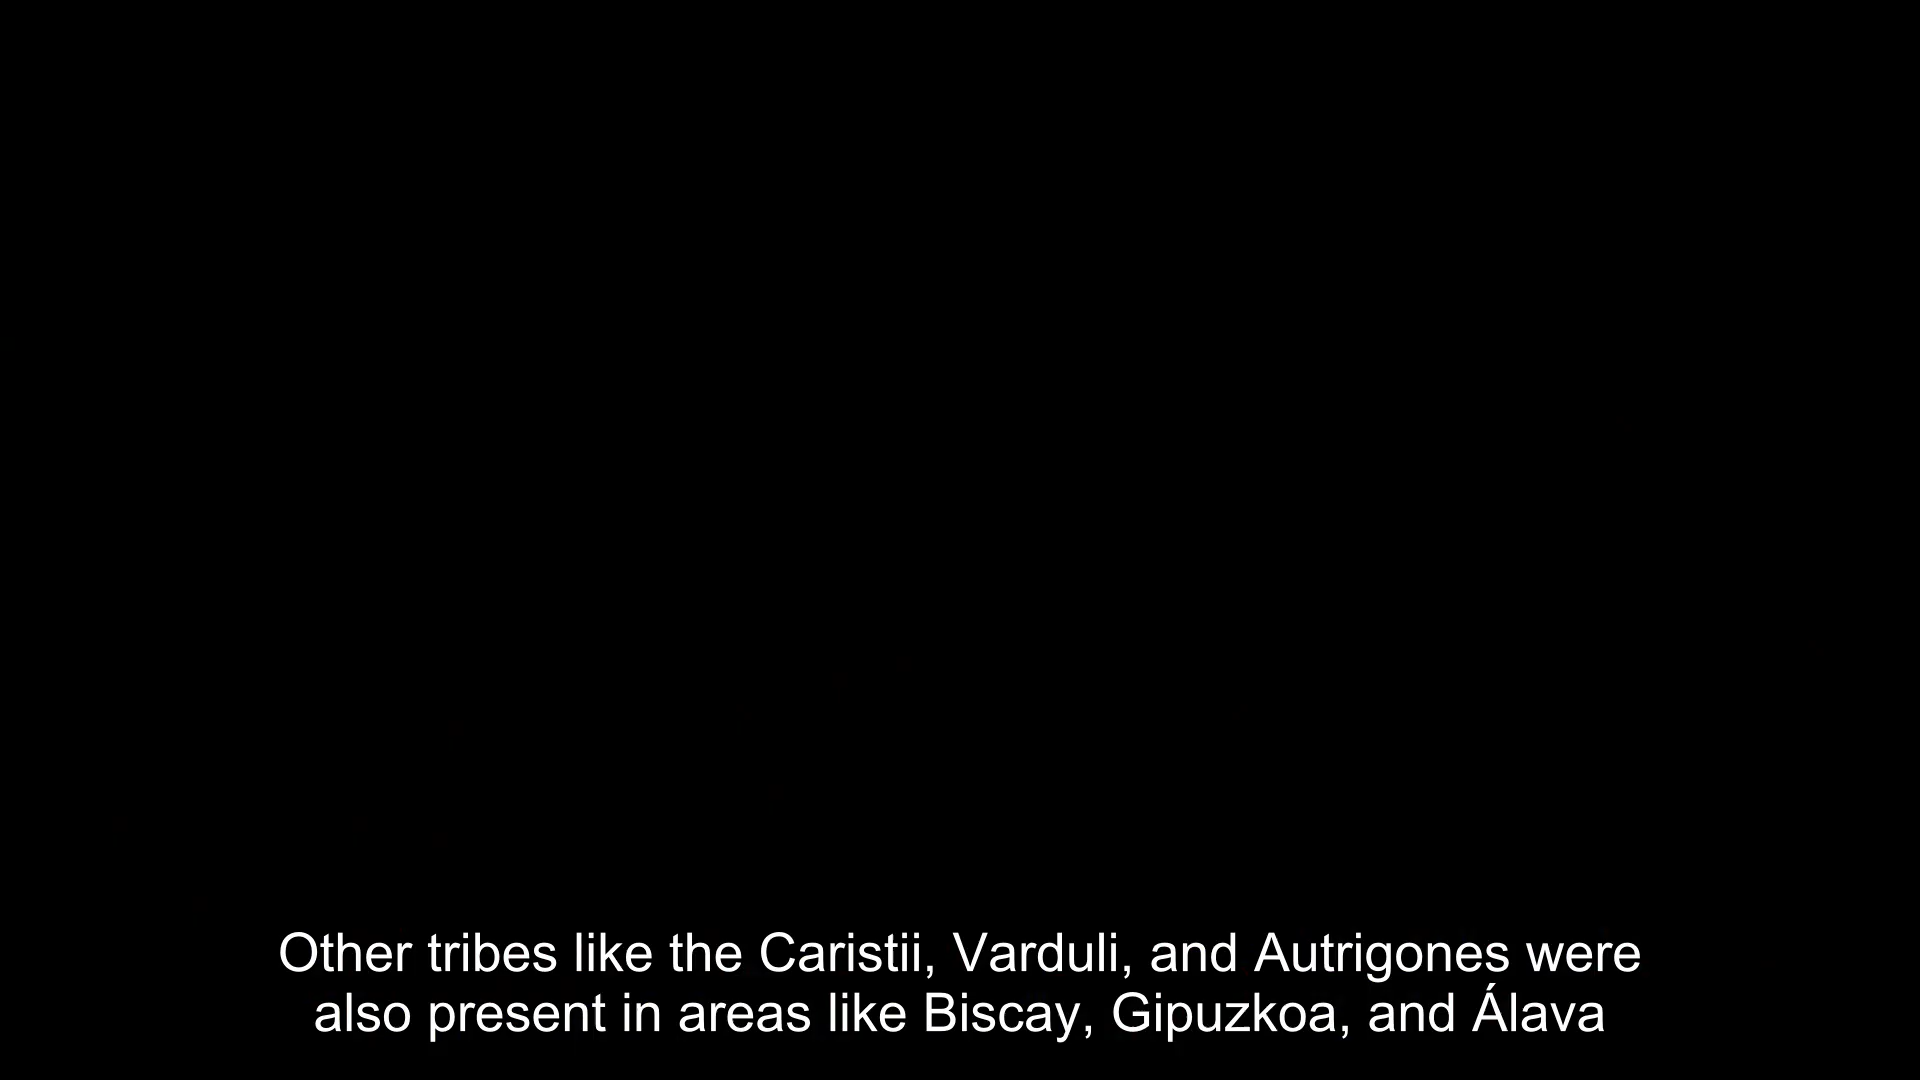 Other tribes like the Caristii, Varduli, and Autrigones were
also present in areas like Biscay, Gipuzkoa, and Álava